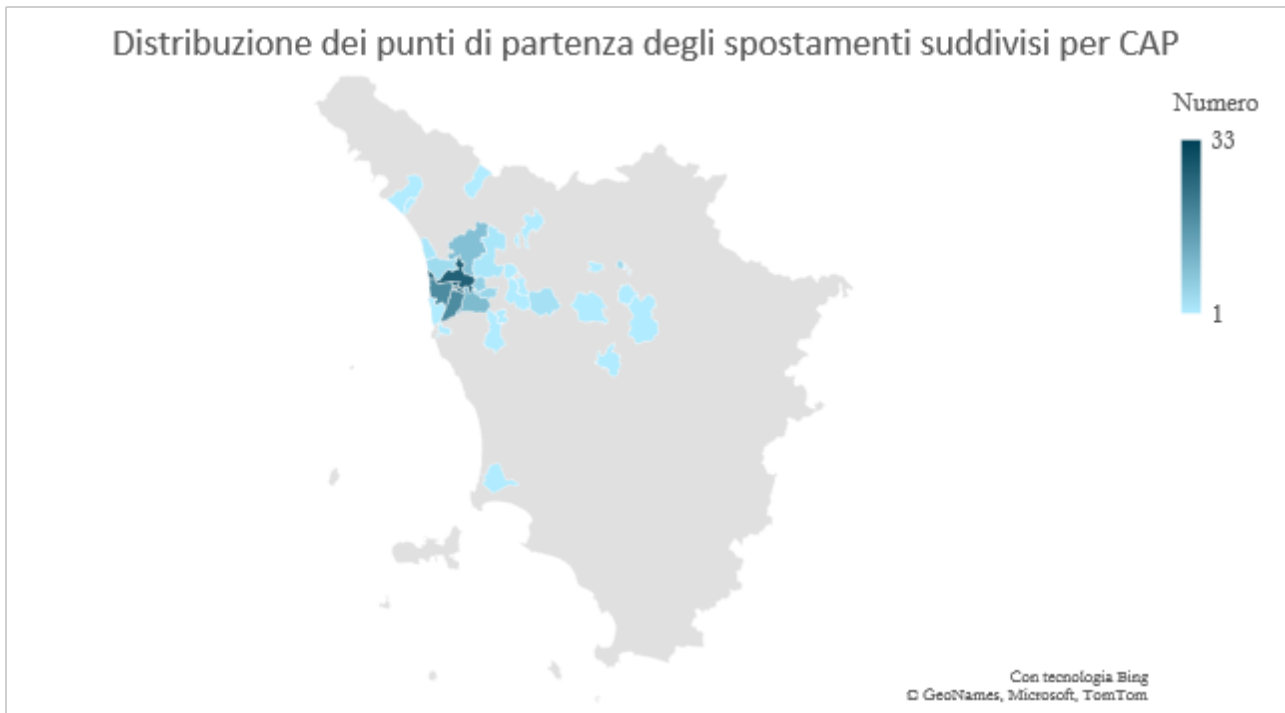 Distribuzione dei punti di partenza degli spostamenti suddivisi per CAP
Numero
33
1
Con tecnologia Bing
© GeoNames, Microsoft, TomTom